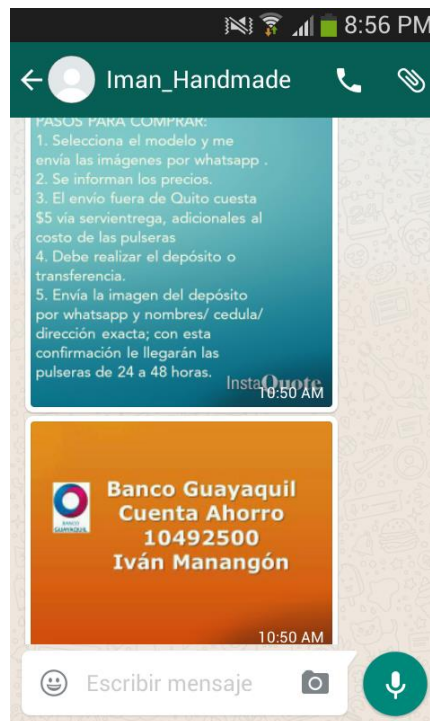 8:56 PM
Iman_Handmade
PASOS PARA COMPRAR:
1. Selecciona el modelo y me
envía las imágenes por whatsapp .
2. Se informan los precios.
3. El envio fuera de Quito cuesta
$5 vía servientrega, adicionales al
costo de las pulseras
4. Debe realizar el depósito o
transferencia.
5. Envía la imagen del depósito
por whatsapp y nombres/ cedula/
dirección exacta; con esta
confirmación le llegarán las
pulseras de 24 a 48 horas.
InstaQuote
10:50 AM
Banco Guayaquil
Cuenta Ahorro
10492500
Iván Manangón
BANCO
GUAYAQUIL
10:50 AM
Escribir mensaje